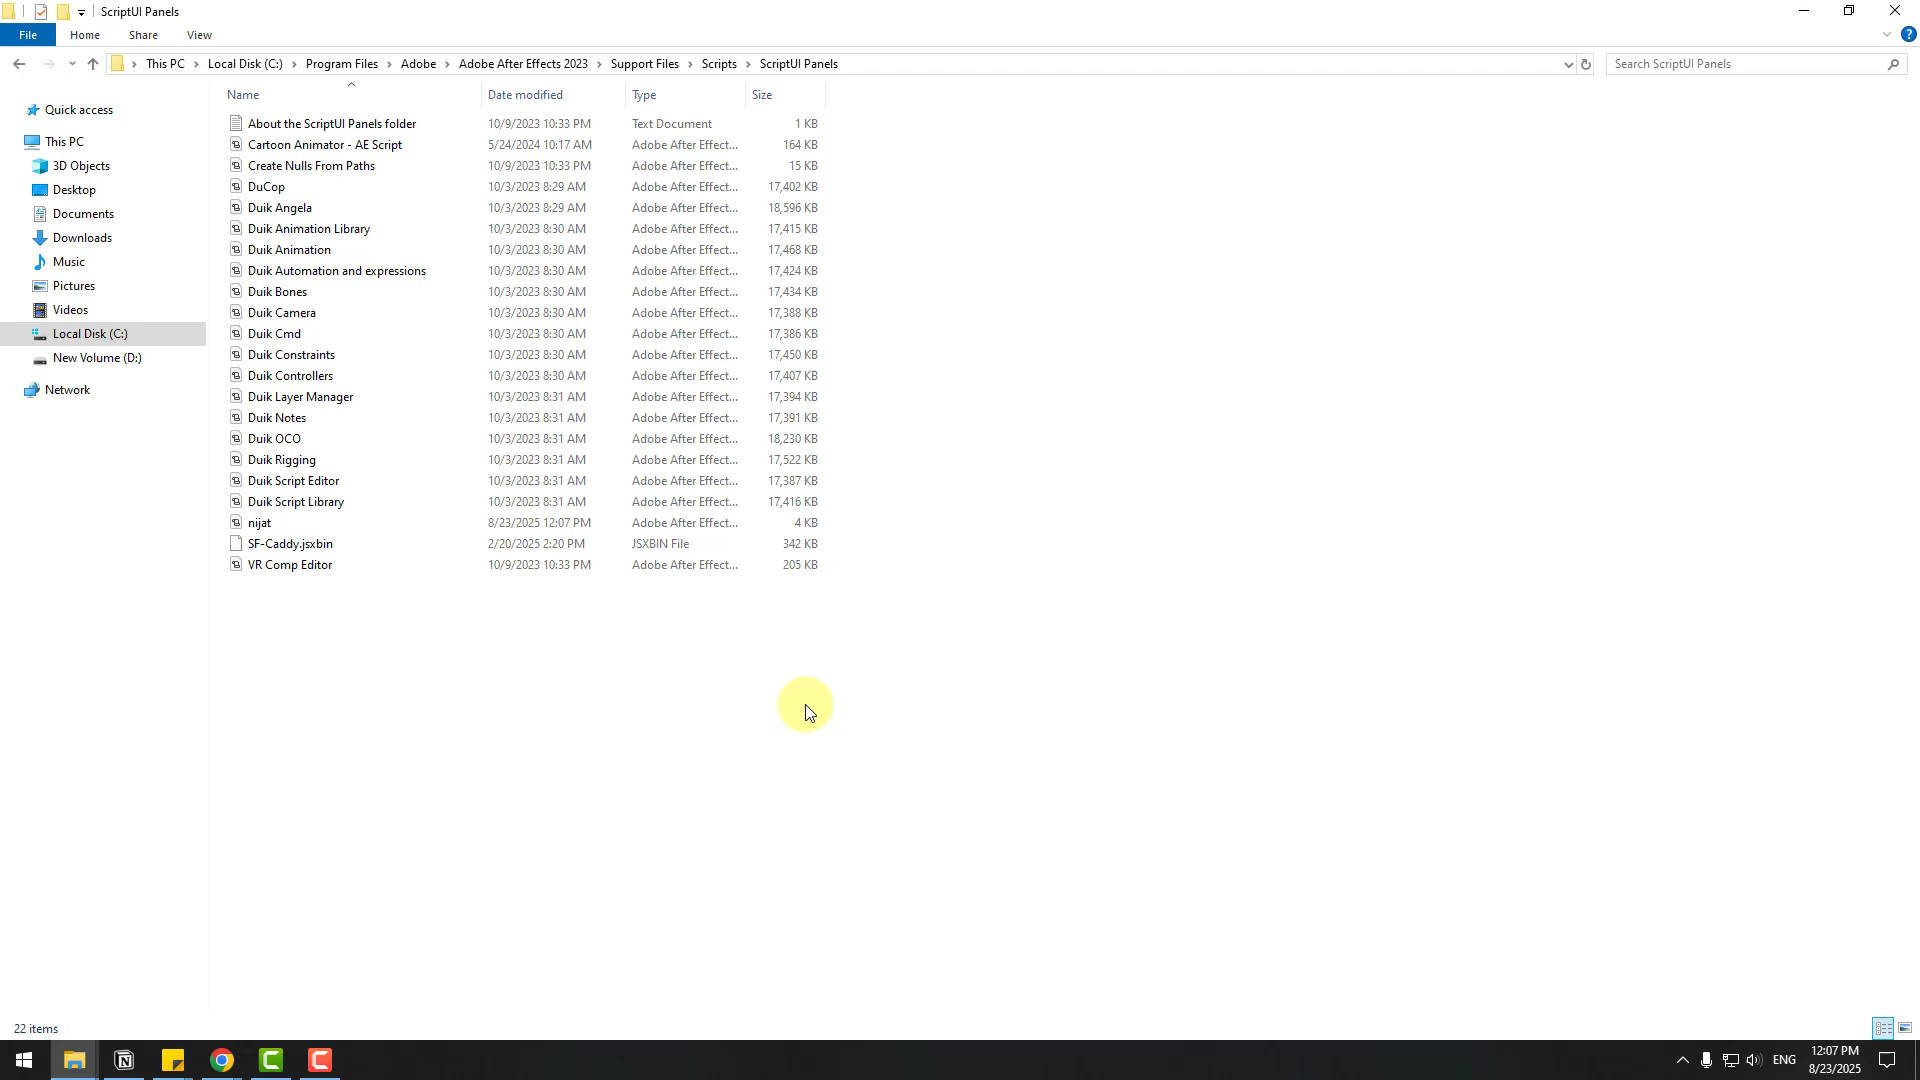 ScriptUI Panels
File Home Share View
This PC Local Disk (C:) Program Files Adobe Adobe After Effects 2023 Support Files Scripts ScriptUI Panels
Search ScriptUI Panels
Name Date modified Type Size
Quick access
This PC
3D Objects
Desktop
Documents
Downloads
Music
Pictures
Videos
Local Disk (C:)
New Volume (D:)
Network
About the ScriptUI Panels folder 10/9/2023 10:33 PM Text Document 1 KB
Cartoon Animator - AE Script 5/24/2024 10:17 AM Adobe After Effect... 164 KB
Create Nulls From Paths 10/9/2023 10:33 PM Adobe After Effect... 15 KB
DuCop 10/3/2023 8:29 AM Adobe After Effect... 17,402 KB
Duik Angela 10/3/2023 8:29 AM Adobe After Effect... 18,596 KB
Duik Animation Library 10/3/2023 8:30 AM Adobe After Effect... 17,415 KB
Duik Animation 10/3/2023 8:30 AM Adobe After Effect... 17,468 KB
Duik Automation and expressions 10/3/2023 8:30 AM Adobe After Effect... 17,424 KB
Duik Bones 10/3/2023 8:30 AM Adobe After Effect... 17,434 KB
Duik Camera 10/3/2023 8:30 AM Adobe After Effect... 17,388 KB
Duik Cmd 10/3/2023 8:30 AM Adobe After Effect... 17,386 KB
Duik Constraints 10/3/2023 8:30 AM Adobe After Effect... 17,450 KB
Duik Controllers 10/3/2023 8:30 AM Adobe After Effect... 17,407 KB
Duik Layer Manager 10/3/2023 8:31 AM Adobe After Effect... 17,394 KB
Duik Notes 10/3/2023 8:31 AM Adobe After Effect... 17,391 KB
Duik OCO 10/3/2023 8:31 AM Adobe After Effect... 18,230 KB
Duik Rigging 10/3/2023 8:31 AM Adobe After Effect... 17,522 KB
Duik Script Editor 10/3/2023 8:31 AM Adobe After Effect... 17,387 KB
Duik Script Library 10/3/2023 8:31 AM Adobe After Effect... 17,416 KB
nijat 8/23/2025 12:07 PM Adobe After Effect... 4 KB
SF-Caddy.jsxbin 2/20/2025 2:20 PM JSXBIN File 342 KB
VR Comp Editor 10/9/2023 10:33 PM Adobe After Effect... 205 KB
22 items
ENG
12:07 PM
8/23/2025